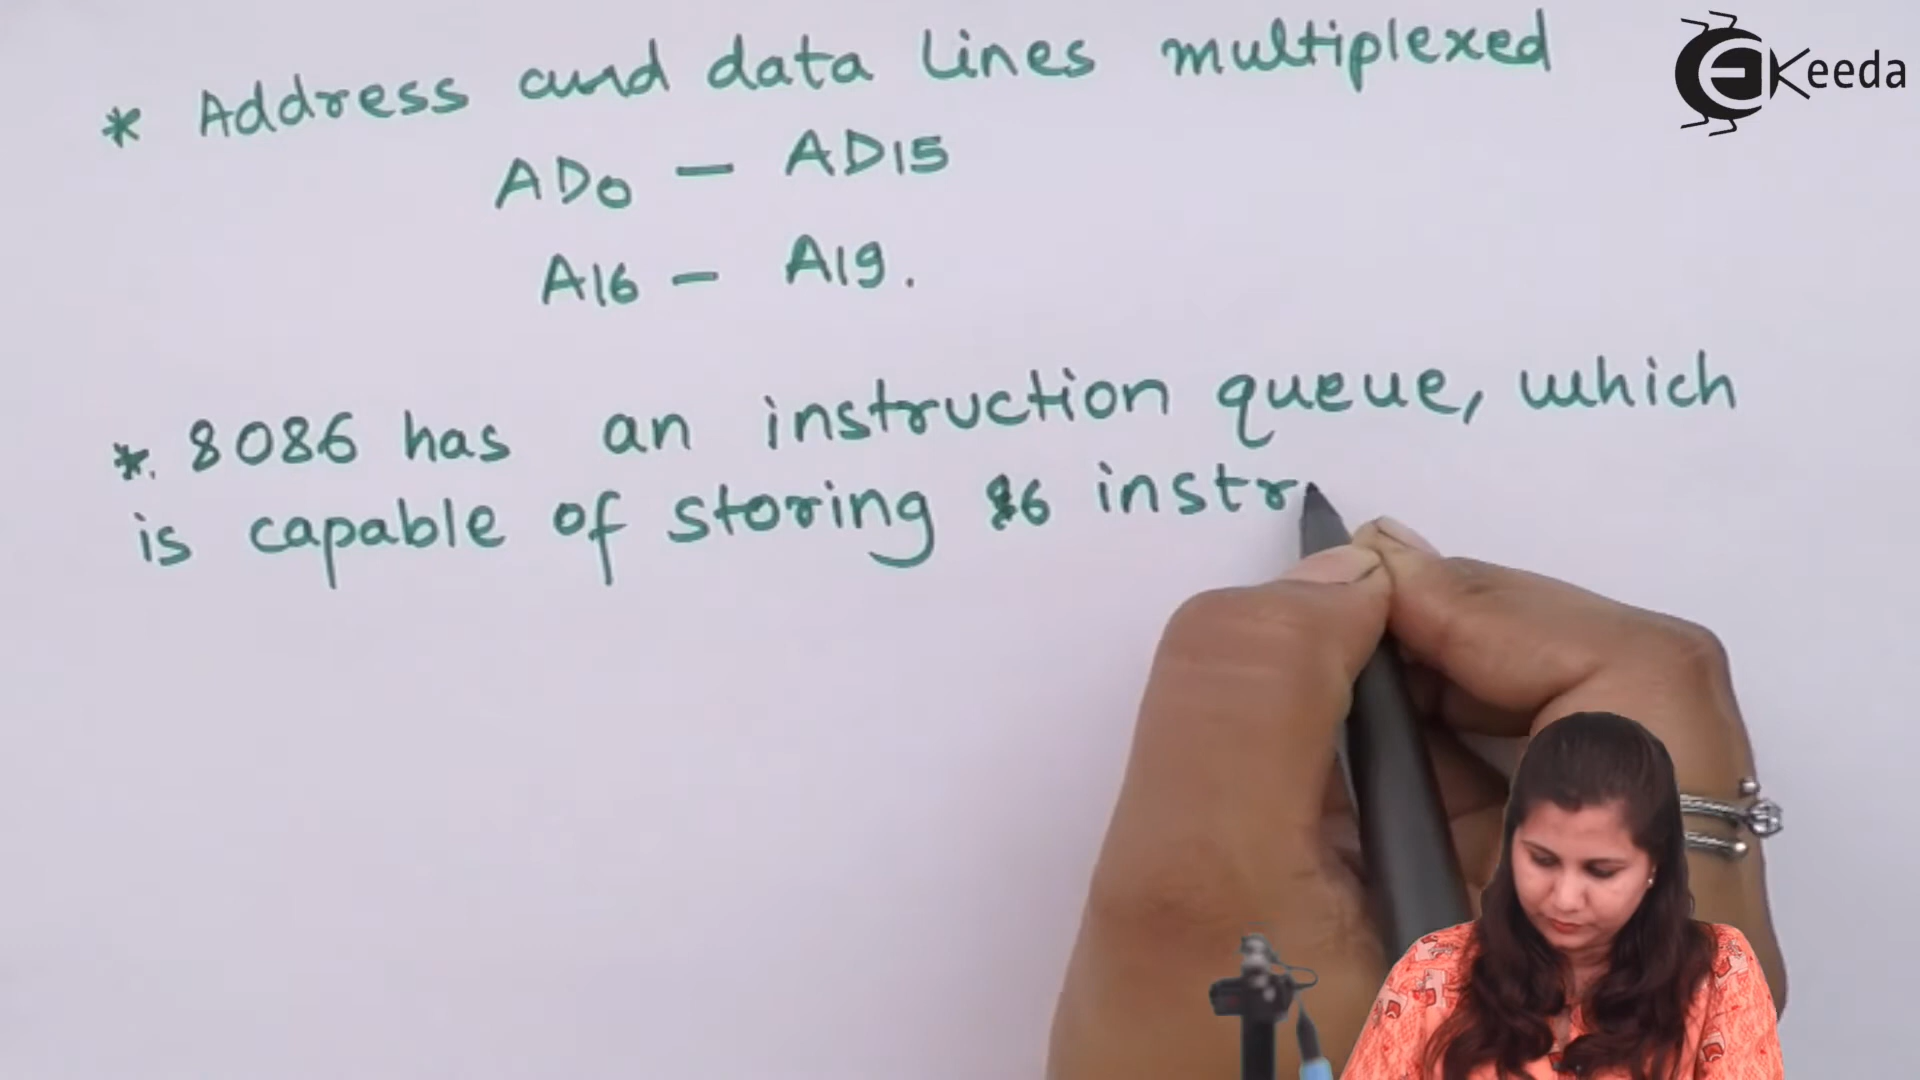 * Address and data lines multiplexed
AD0 — AD15
A16 — A19.
*. 8086 has an instruction queue, which
is capable of storing 6 instr
EKeeda